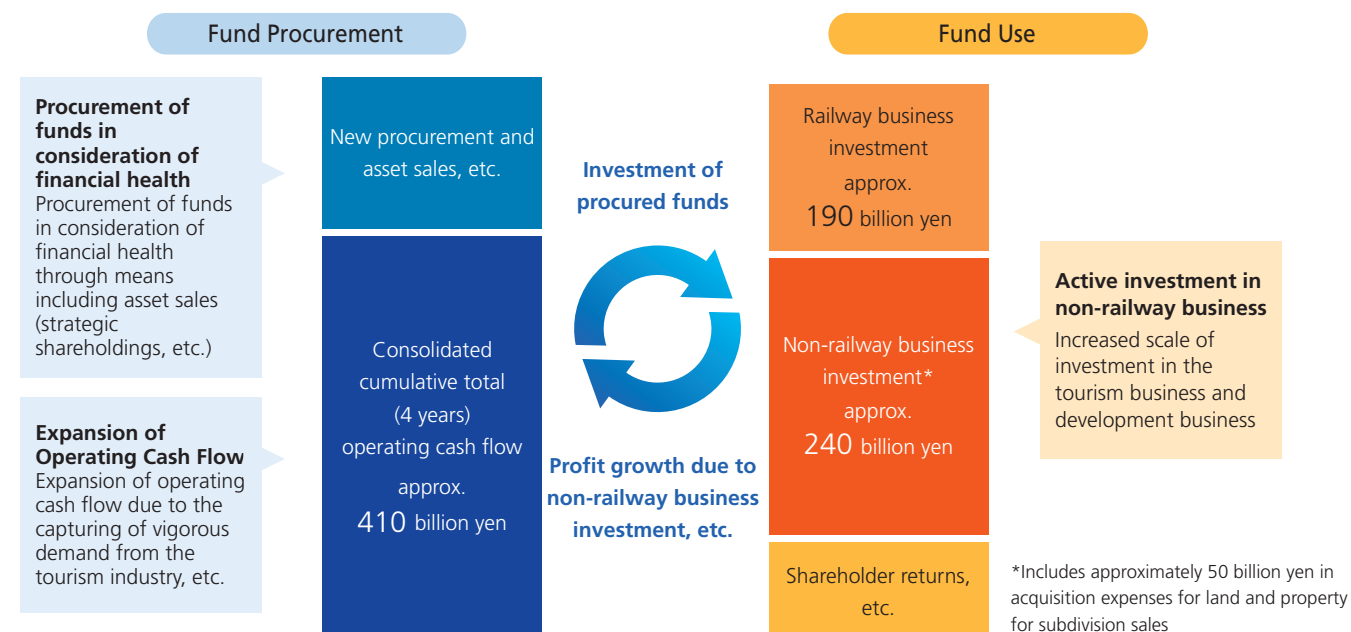 Fund Procurement
Fund Use
Procurement of
funds in
consideration of
financial health
Procurement of funds
in consideration of
financial health
through means
including asset sales
(strategic
shareholdings, etc.)
Expansion of
Operating Cash Flow
Expansion of operating
cash flow due to the
capturing of vigorous
demand from the
tourism industry, etc.
New procurement and
asset sales, etc.
Consolidated
cumulative total
(4 years)
operating cash flow
approx.
410 billion yen
Investment of
procured funds
Profit growth due to
non-railway business
investment, etc.
Railway business
investment
approx.
190 billion yen
Non-railway business
investment*
approx.
240 billion yen
Shareholder returns,
etc.
Active investment in
non-railway business
Increased scale of
investment in the
tourism business and
development business
*Includes approximately 50 billion yen in
acquisition expenses for land and property
for subdivision sales